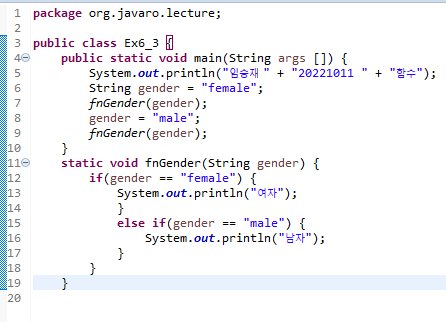 1 package org.javaro.lecture;
2
3 public class Ex6_3 {
4 public static void main(String args []) {
5 System.out.println("임승재 " + "20221011 " + "함수");
6 String gender = "female";
7 fnGender(gender);
8 gender = "male";
9 fnGender(gender);
10 }
11 static void fnGender(String gender) {
12 if(gender == "female") {
13 System.out.println("여자");
14 }
15 else if(gender == "male") {
16 System.out.println("남자");
17 }
18 }
19 }
20